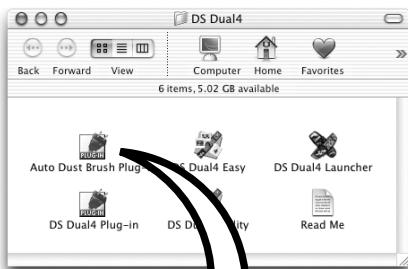 DS Dual4
Back Forward View Computer Home Favorites
6 items, 5.02 GB available
PLUG-IN
Auto Dust Brush Plug- DS Dual4 Easy DS Dual4 Launcher
PLUG-IN
DS Dual4 Plug-in DS Read Me